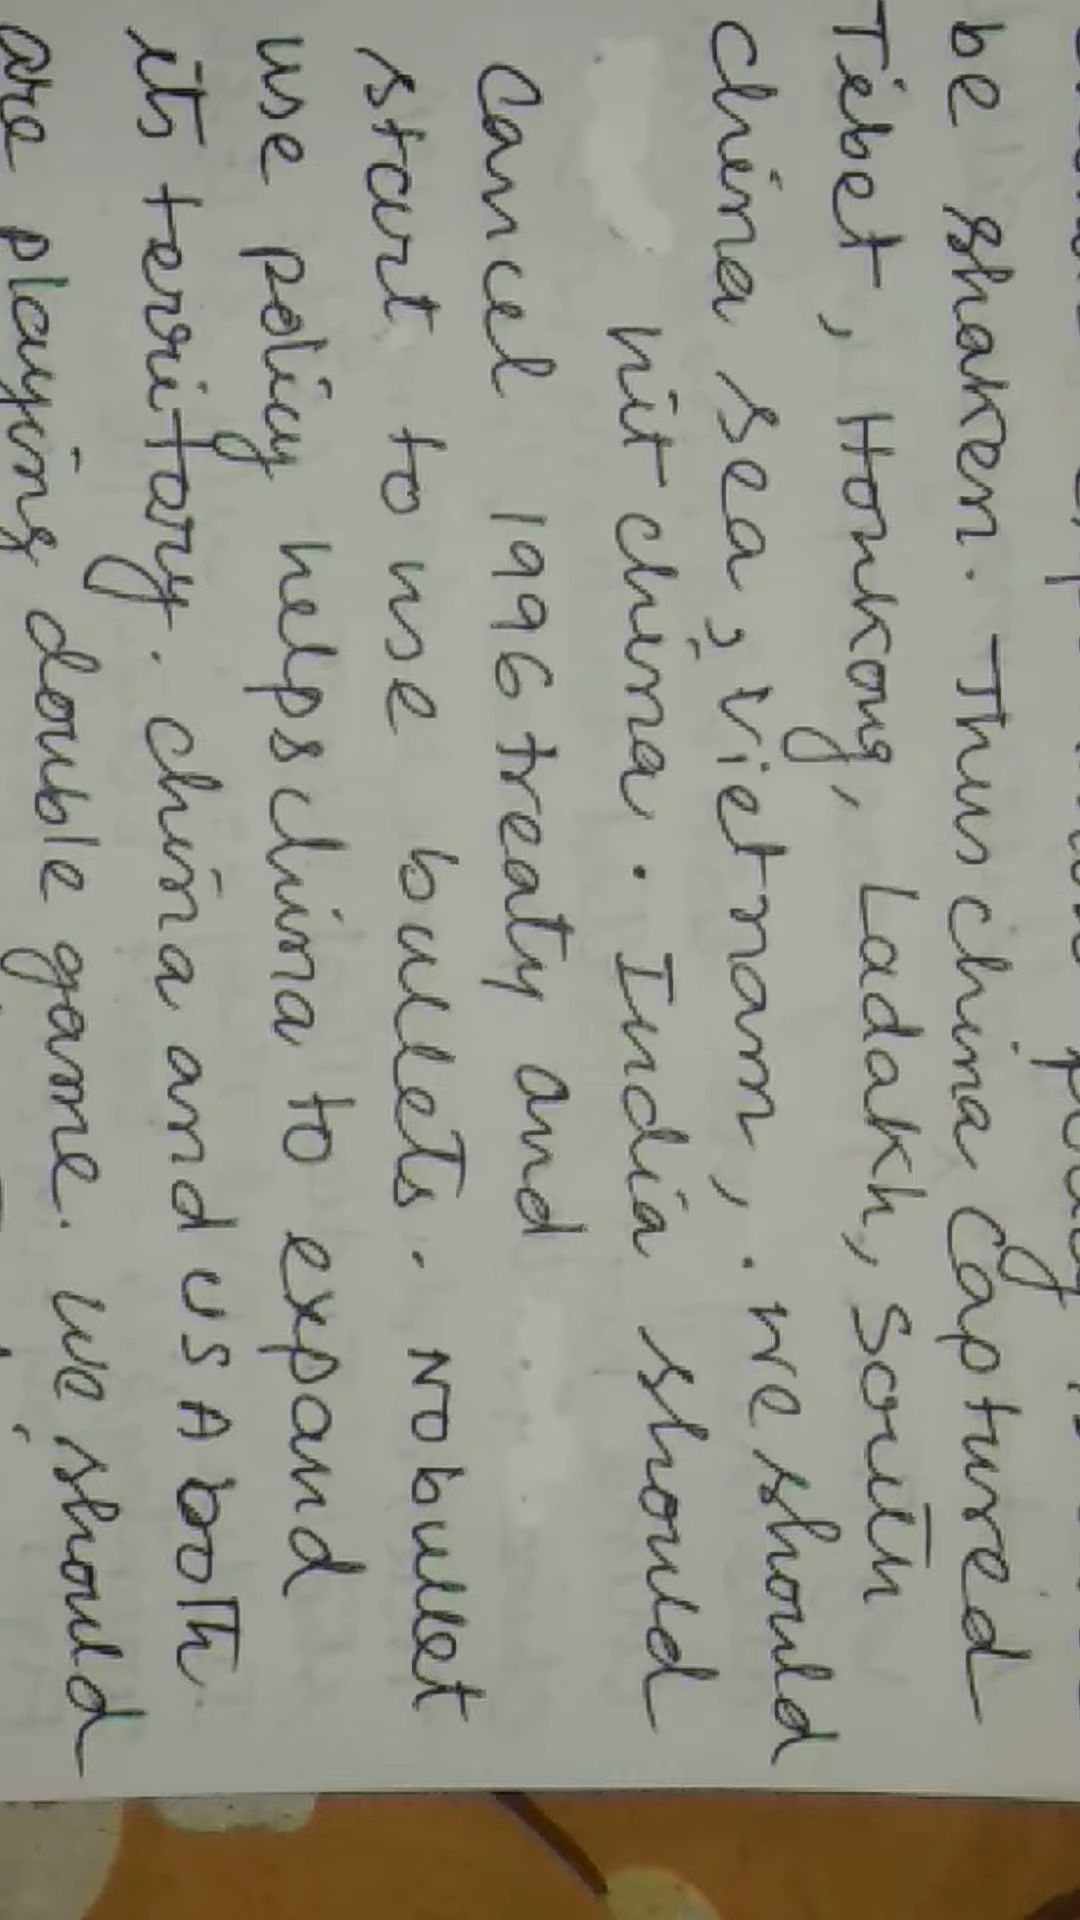 be shaken. Thus china captured
Tibet, Honkong, Ladakh, South
china sea, Vietnam, . we should
hit china. India should
Cancel 1996 treaty and
start to use bullets. No bullet
use policy helps china to expand
its territory. china and USA both
are playing double game. we should